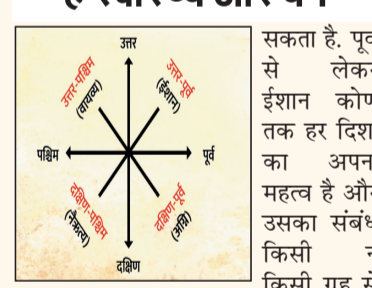 उत्तर
उत्तर-पश्चिम
(वायव्य)
उत्तर-पूर्व
(ईशान)
पश्चिम
पूर्व
दक्षिण-पश्चिम
(नैऋत्य)
दक्षिण-पूर्व
(अग्नि)
दक्षिण
सकता है. पूर्व
से लेकर
ईशान कोण
तक हर दिशा
का अपन
महत्व है और
उसका संबंध
किसी न
किसी ग्रह से